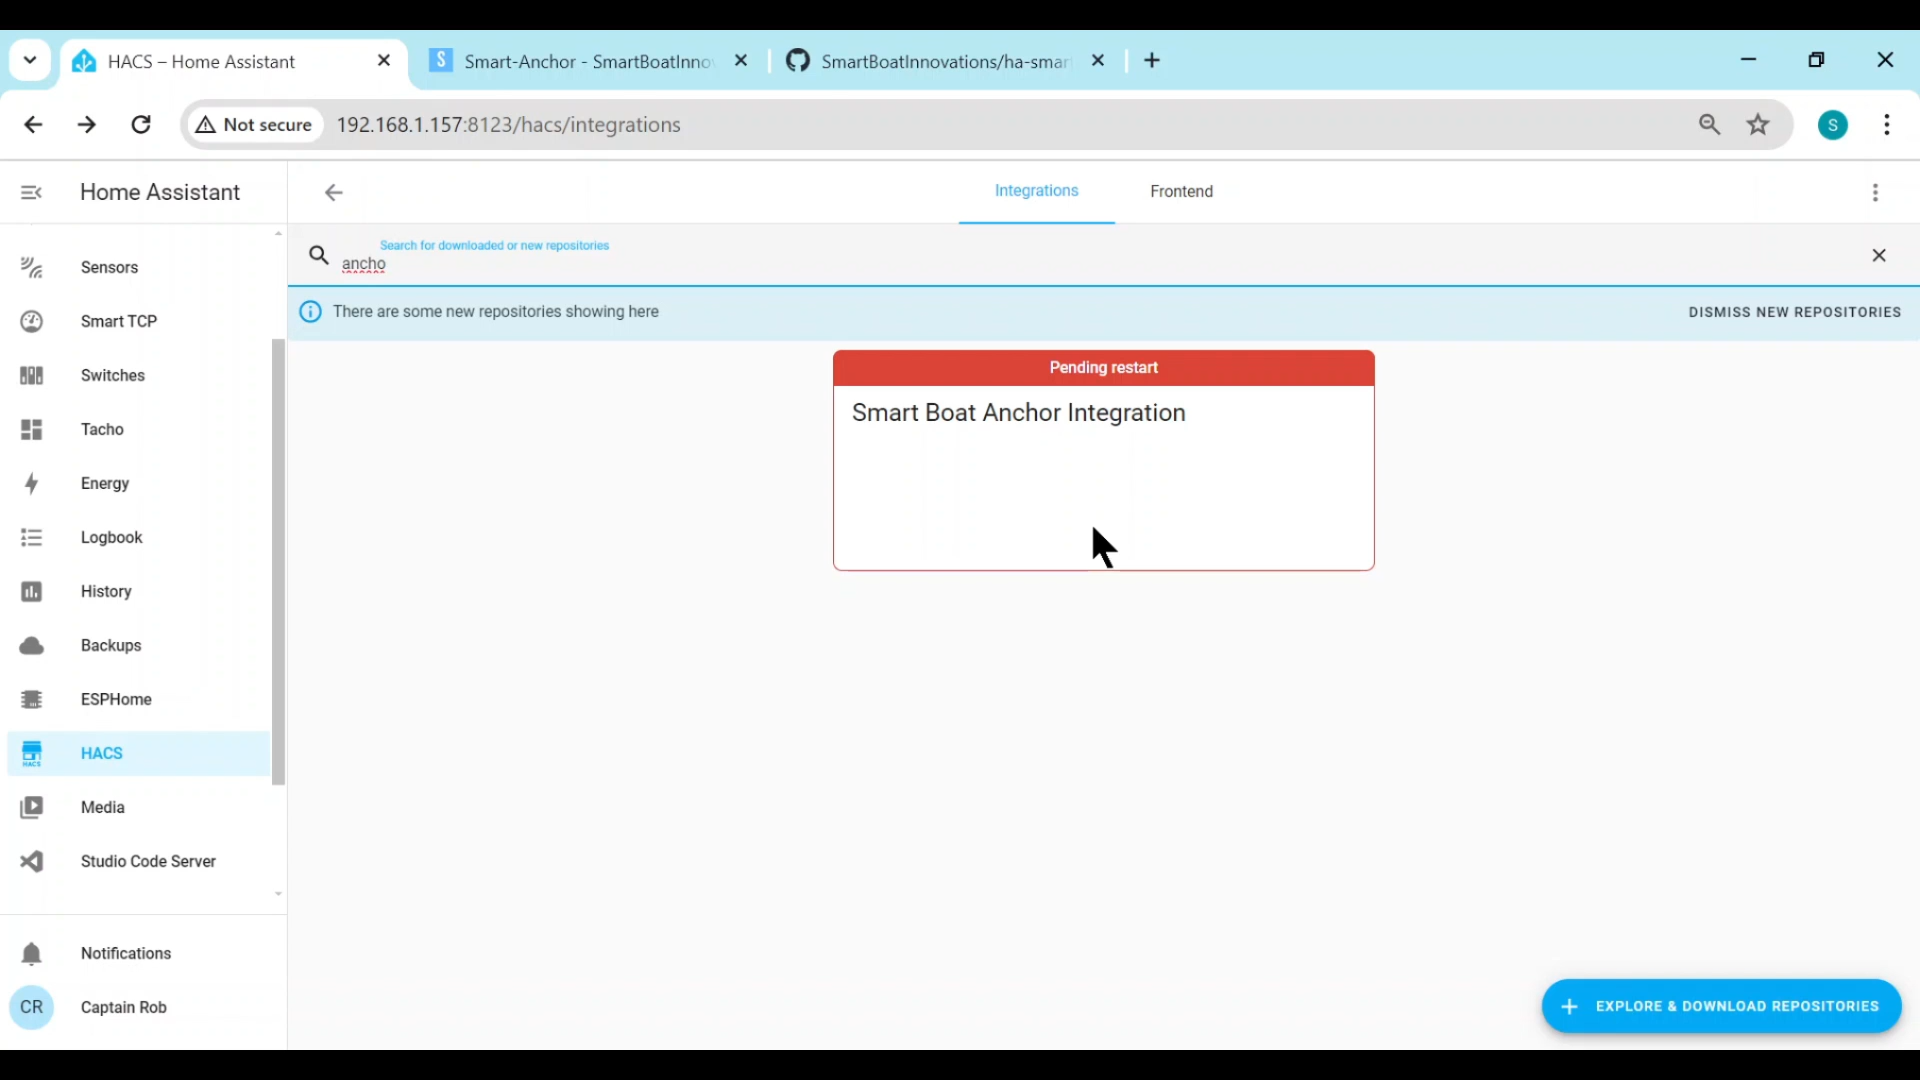 HACS – Home Assistant
Smart-Anchor - SmartBoatInno
SmartBoatInnovations/ha-smar
Not secure
192.168.1.157:8123/hacs/integrations
S
Home Assistant
Integrations
Frontend
Search for downloaded or new repositories
ancho
There are some new repositories showing here
DISMISS NEW REPOSITORIES
Pending restart
Smart Boat Anchor Integration
Sensors
Smart TCP
Switches
Tacho
Energy
Logbook
History
Backups
ESPHome
HACS
HACS
Media
Studio Code Server
Notifications
CR
Captain Rob
EXPLORE & DOWNLOAD REPOSITORIES